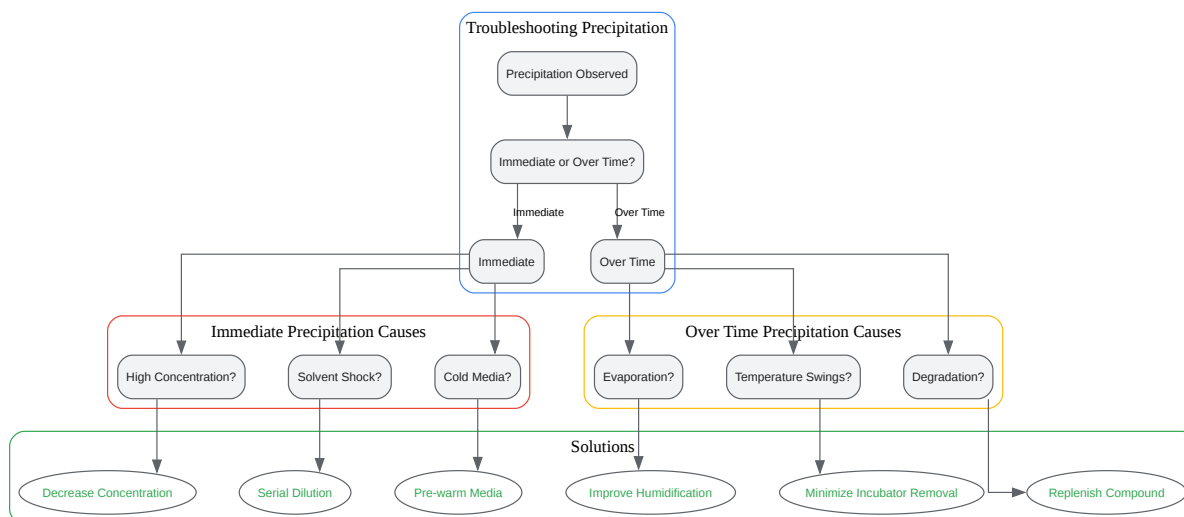 Troubleshooting Precipitation
Precipitation Observed
Immediate or Over Time?
Immediate
Over Time
Immediate
Over Time
Immediate Precipitation Causes
Over Time Precipitation Causes
High Concentration?
Solvent Shock?
Cold Media?
Evaporation?
Temperature Swings?
Degradation?
Solutions
Decrease Concentration
Serial Dilution
Pre-warm Media
Improve Humidification
Minimize Incubator Removal
Replenish Compound